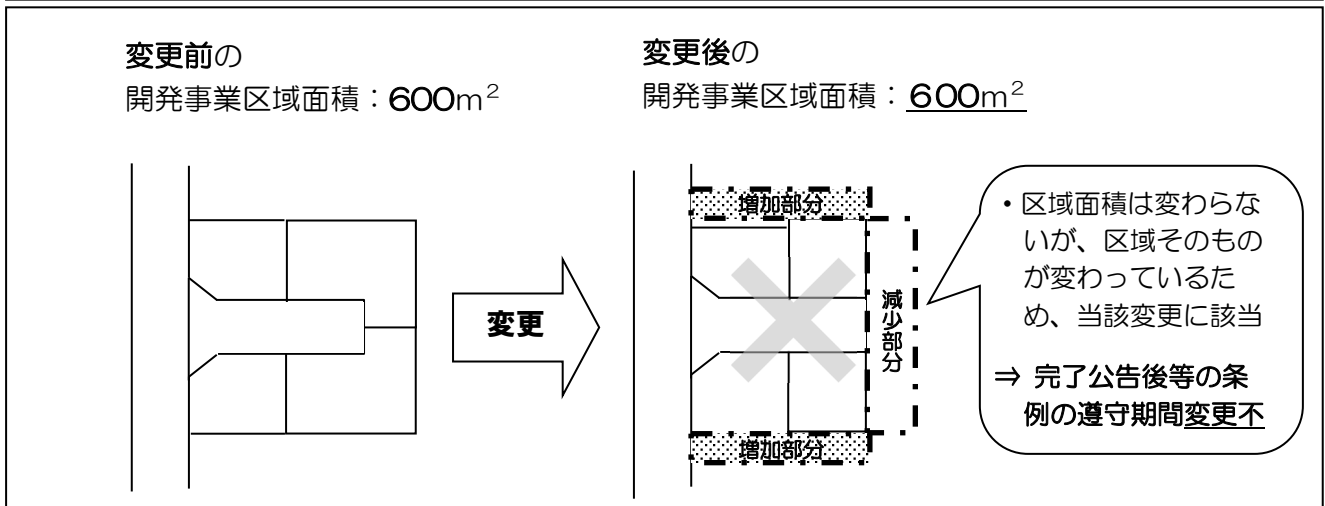 変更前の
開発事業区域面積：600m²
変更後の
開発事業区域面積：600m²
変更
増加部分
減少部分
増加部分
・区域面積は変わらな
いが、区域そのもの
が変わっているた
め、当該変更に該当
⇒ 完了公告後等の条
例の遵守期間変更不